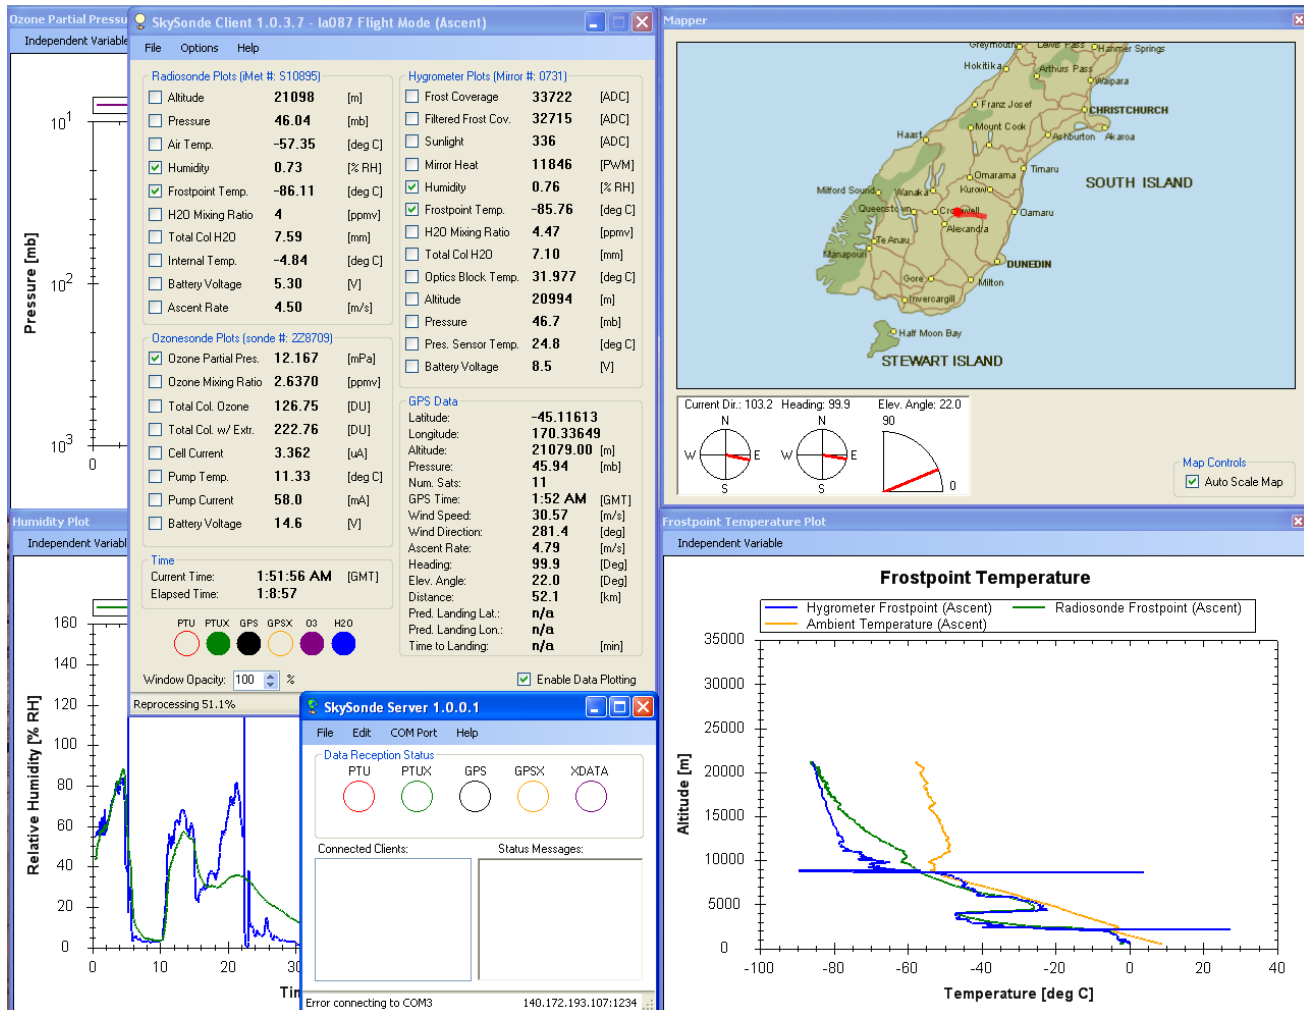 Ozone Partial Pressu
Independent Variabl
Pressure [mb]
10¹
10²
10³
0
SkySonde Client 1.0.3.7 - la087 Flight Mode (Ascent)
File Options Help
Radiosonde Plots (iMet #: S10895)
Altitude 21098 [m]
Pressure 46.04 [mb]
Air Temp. -57.35 [deg C]
Humidity 0.73 [% RH]
Frostpoint Temp. -86.11 [deg C]
H2O Mixing Ratio 4 [ppmv]
Total Col H2O 7.59 [mm]
Internal Temp. -4.84 [deg C]
Battery Voltage 5.30 [V]
Ascent Rate 4.50 [m/s]
Ozonesonde Plots (sonde #: 2Z8709)
Ozone Partial Pres. 12.167 [mPa]
Ozone Mixing Ratio 2.6370 [ppmv]
Total Col. Ozone 126.75 [DU]
Total Col. w/ Extr. 222.76 [DU]
Cell Current 3.362 [uA]
Pump Temp. 11.33 [deg C]
Pump Current 58.0 [mA]
Battery Voltage 14.6 [V]
Time
Current Time: 1:51:56 AM [GMT]
Elapsed Time: 1:8:57
PTU PTUX GPS GPSX O3 H2O
Window Opacity: 100 %
Reprocessing 51.1%
Hygrometer Plots (Mirror #: 0731)
Frost Coverage 33722 [ADC]
Filtered Frost Cov. 32715 [ADC]
Sunlight 336 [ADC]
Mirror Heat 11846 [PWM]
Humidity 0.76 [% RH]
Frostpoint Temp. -85.76 [deg C]
H2O Mixing Ratio 4.47 [ppmv]
Total Col H2O 7.10 [mm]
Optics Block Temp. 31.977 [deg C]
Altitude 20994 [m]
Pressure 46.7 [mb]
Pres. Sensor Temp. 24.8 [deg C]
Battery Voltage 8.5 [V]
GPS Data
Latitude: -45.11613
Longitude: 170.33649
Altitude: 21079.00 [m]
Pressure: 45.94 [mb]
Num. Sats: 11
GPS Time: 1:52 AM [GMT]
Wind Speed: 30.57 [m/s]
Wind Direction: 281.4 [deg]
Ascent Rate: 4.79 [m/s]
Heading: 99.9 [Deg]
Elev. Angle: 22.0 [Deg]
Distance: 52.1 [km]
Pred. Landing Lat.: n/a
Pred. Landing Lon.: n/a
Time to Landing: n/a [min]
Enable Data Plotting
Mapper
Greymouth
Lewis Pass
Hanmer Springs
Hokitika
Arthurs Pass
Waipara
Franz Josef
CHRISTCHURCH
Haast
Mount Cook
Ashburton
Akaroa
Timaru
Omarama
Milford Sound
Wanaka
Kurow
SOUTH ISLAND
Queenstown
Cromwell
Oamaru
Alexandra
Te Anau
Manapouri
DUNEDIN
Gore
Milton
Invercargill
Half Moon Bay
STEWART ISLAND
Current Dir.: 103.2 Heading: 99.9 Elev. Angle: 22.0
N
W E
S
N
W E
S
90
0
Map Controls
Auto Scale Map
Humidity Plot
Independent Variabl
Relative Humidity [% RH]
160
140
120
100
80
60
40
20
0
0 10 20 30
Tim
SkySonde Server 1.0.0.1
File Edit COM Port Help
Data Reception Status
PTU PTUX GPS GPSX XDATA
Connected Clients: Status Messages:
Error connecting to COM3 140.172.193.107:1234
Frostpoint Temperature Plot
Independent Variable
Frostpoint Temperature
Hygrometer Frostpoint (Ascent) Radiosonde Frostpoint (Ascent)
Ambient Temperature (Ascent)
Altitude [m]
35000
30000
25000
20000
15000
10000
5000
0
-100 -80 -60 -40 -20 0 20 40
Temperature [deg C]